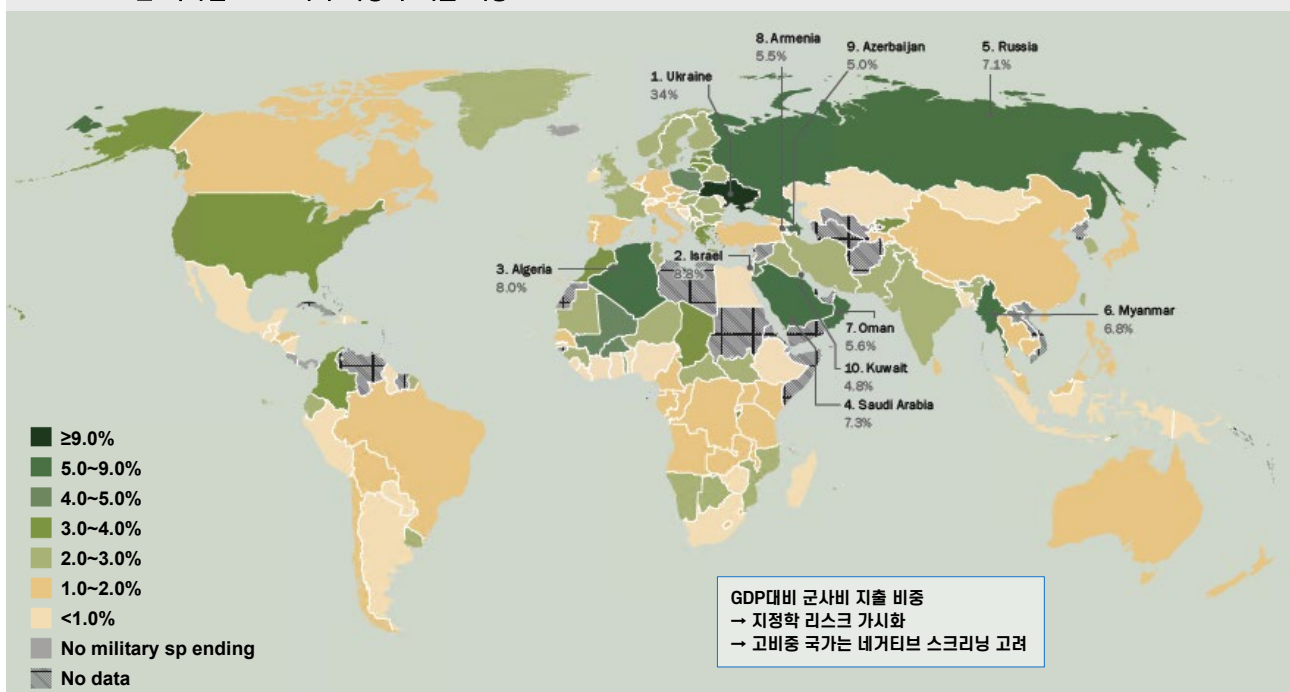 8. Armenia
5.5%
9. Azerbaijan
5.0%
5. Russia
7.1%
1. Ukraine
34%
3. Algeria
8.0%
2. Israel
8.8%
6. Myanmar
6.8%
7. Oman
5.6%
10. Kuwait
4.8%
4. Saudi Arabia
7.3%
≥9.0%
5.0~9.0%
4.0~5.0%
3.0~4.0%
2.0~3.0%
1.0~2.0%
<1.0%
No military sp ending
No data
GDP대비 군사비 지출 비중
→ 지정학 리스크 가시화
→ 고비중 국가는 네거티브 스크리닝 고려